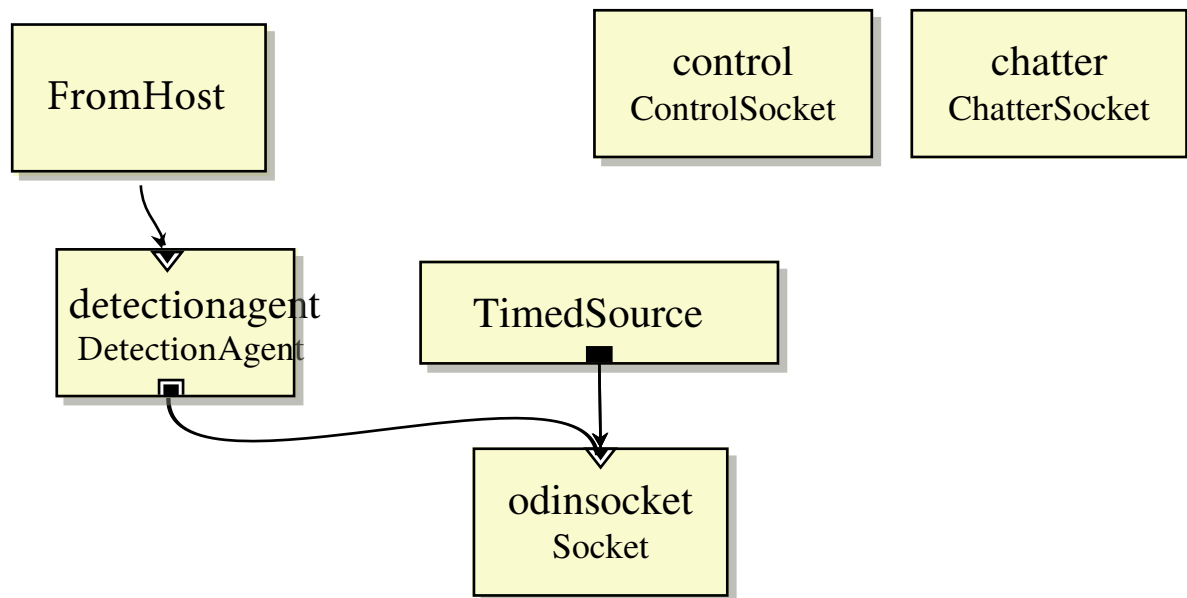 FromHost
control
ControlSocket
chatter
ChatterSocket
detectionagent
DetectionAgent
TimedSource
odinsocket
Socket